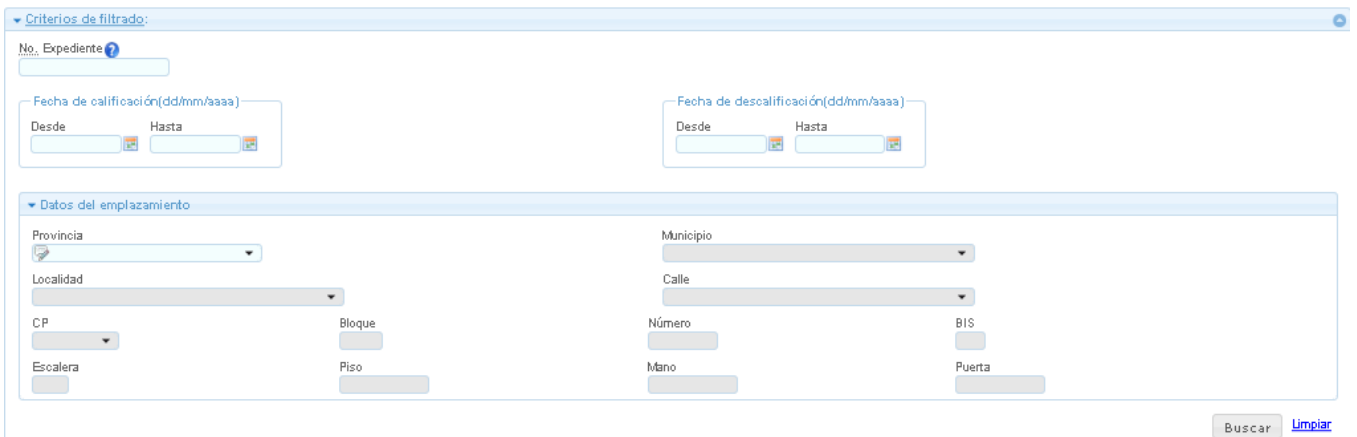 Criterios de filtrado:
No. Expediente
Fecha de calificación(dd/mm/aaaa)
Fecha de descalificación(dd/mm/aaaa)
Desde Hasta
Desde Hasta
Datos del emplazamiento
Provincia Municipio
Localidad Calle
CP Bloque Número BIS
Escalera Piso Mano Puerta
Buscar Limpiar